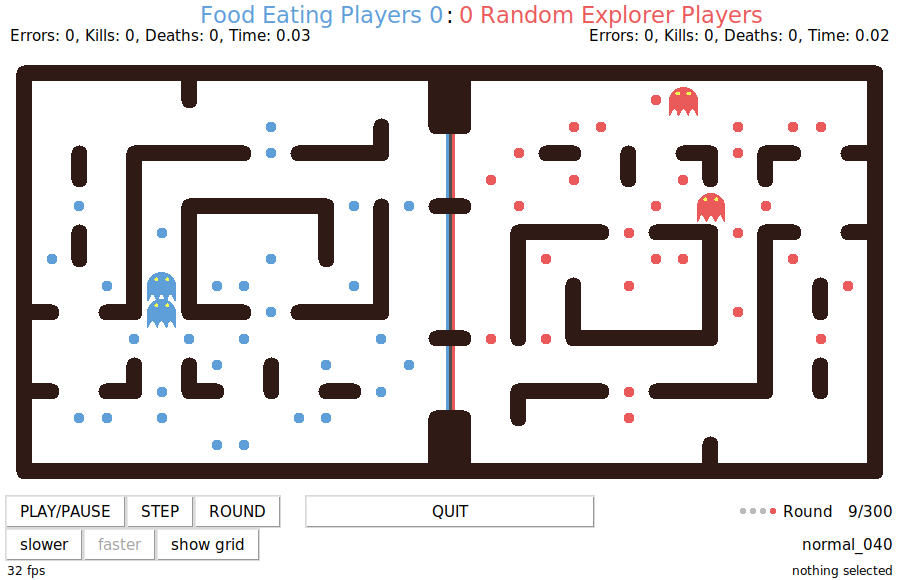 Food Eating Players 0 : 0 Random Explorer Players
Errors: 0, Kills: 0, Deaths: 0, Time: 0.03
Errors: 0, Kills: 0, Deaths: 0, Time: 0.02
PLAY/PAUSE STEP ROUND QUIT Round 9/300
slower faster show grid normal_040
32 fps nothing selected